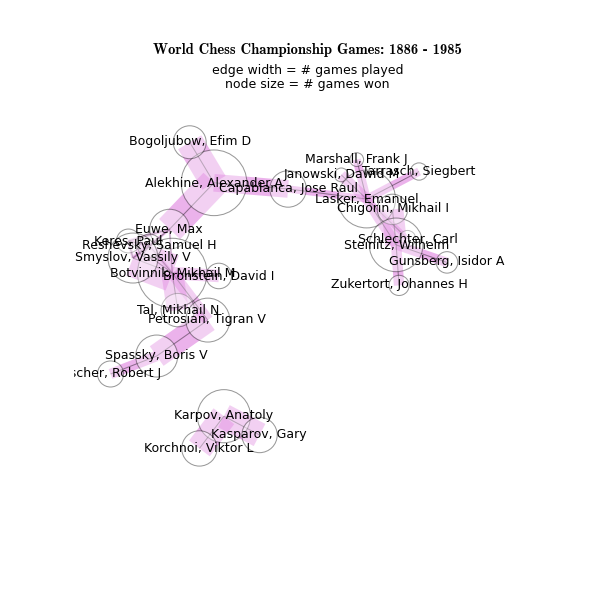 World Chess Championship Games: 1886 - 1985
edge width = # games played
node size = # games won
Bogoljubow, Efim D
Marshall, Frank J
Tarrasch, Siegbert
Janowski, Dawid M
Alekhine, Alexander A
Capablanca, Jose Raul
Lasker, Emanuel
Chigorin, Mikhail I
Euwe, Max
Keres, Paul
Reshevsky, Samuel H
Schlechter, Carl
Steinitz, Wilhelm
Smyslov, Vassily V
Gunsberg, Isidor A
Botvinnik, Mikhail M
Bronstein, David I
Zukertort, Johannes H
Tal, Mikhail N
Petrosian, Tigran V
Spassky, Boris V
scher, Robert J
Karpov, Anatoly
Kasparov, Gary
Korchnoi, Viktor L